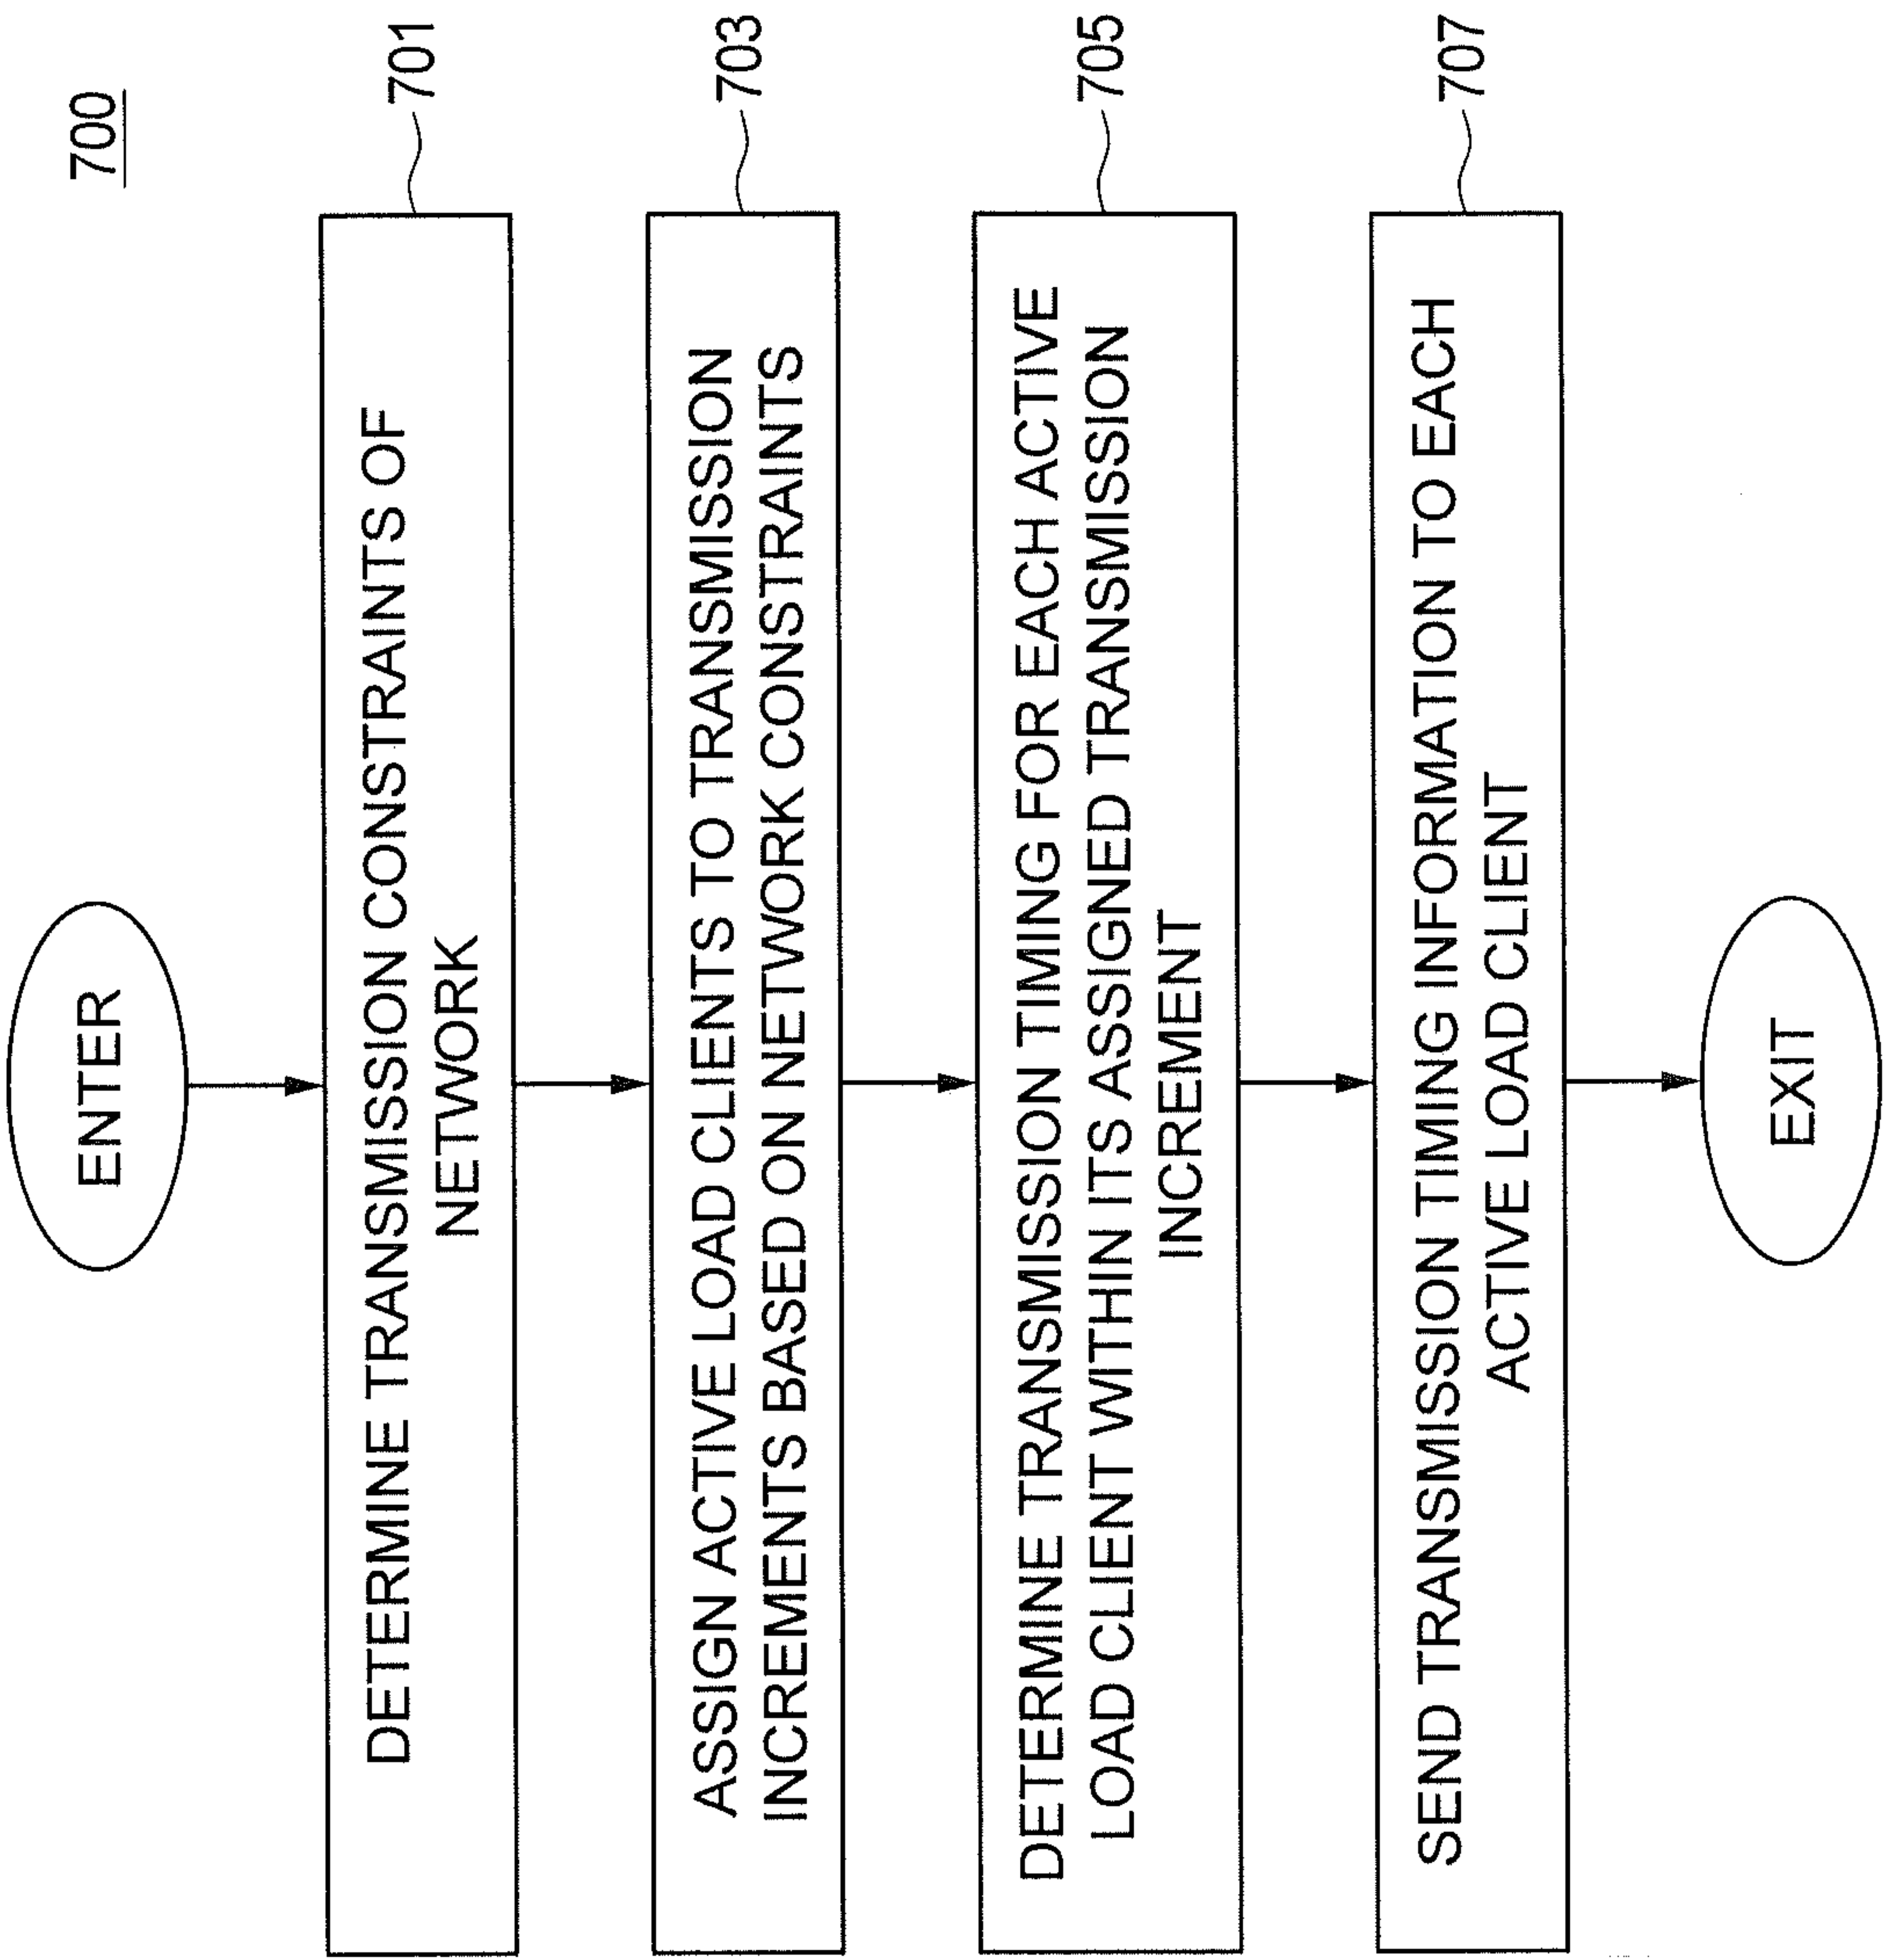 700
ENTER
DETERMINE TRANSMISSION CONSTRAINTS OF
NETWORK
701
ASSIGN ACTIVE LOAD CLIENTS TO TRANSMISSION
INCREMENTS BASED ON NETWORK CONSTRAINTS
703
DETERMINE TRANSMISSION TIMING FOR EACH ACTIVE
LOAD CLIENT WITHIN ITS ASSIGNED TRANSMISSION
INCREMENT
705
SEND TRANSMISSION TIMING INFORMATION TO EACH
ACTIVE LOAD CLIENT
707
EXIT